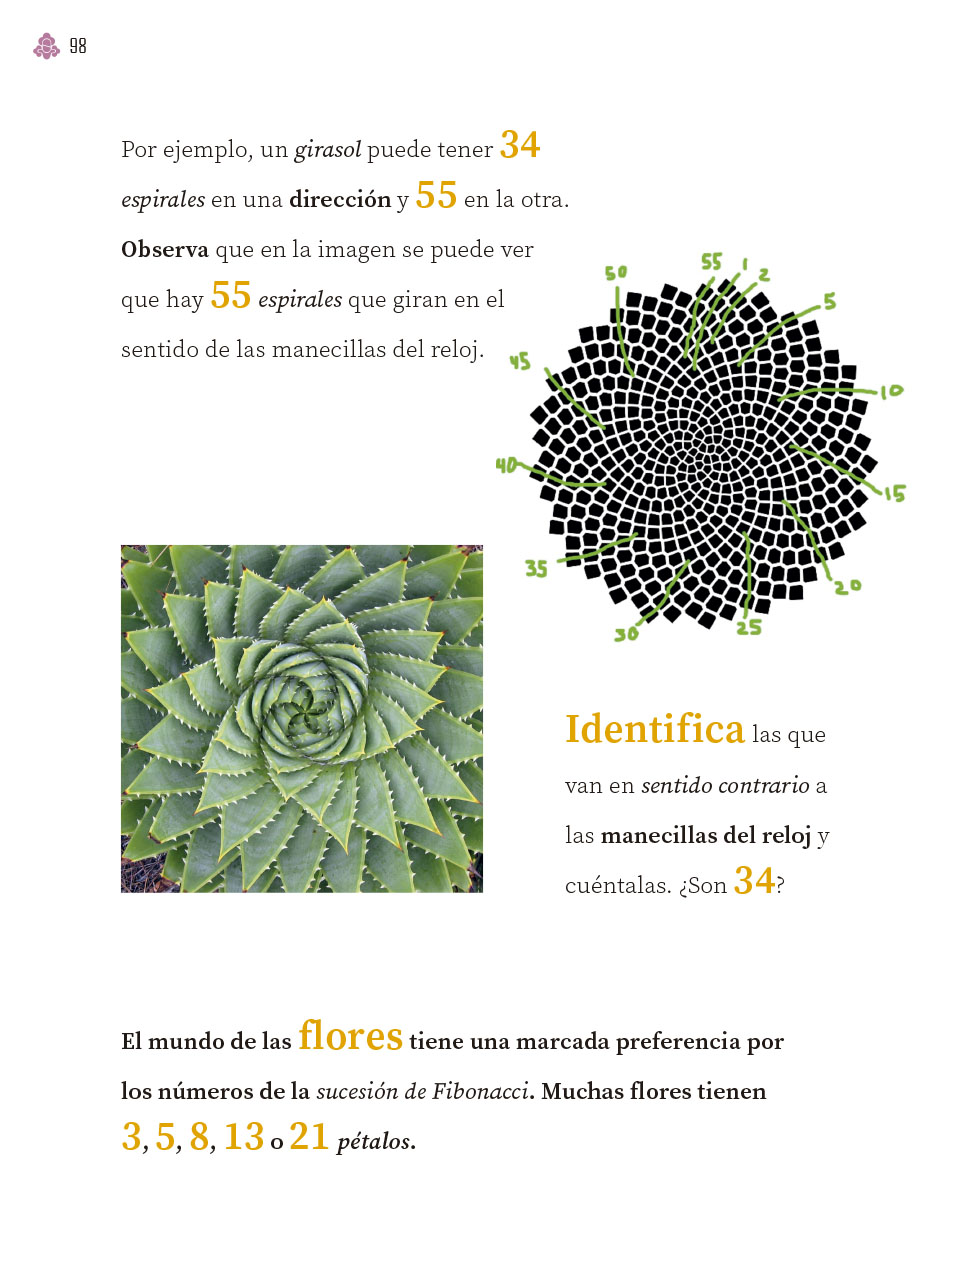 98
Por ejemplo, un girasol puede tener 34
espirales en una dirección y 55 en la otra.
Observa que en la imagen se puede ver
que hay 55 espirales que giran en el
sentido de las manecillas del reloj.
50
55
1
2
5
45
10
40
15
35
20
30
25
Identifica las que
van en sentido contrario a
las manecillas del reloj y
cuéntalas. ¿Son 34?
El mundo de las flores tiene una marcada preferencia por
los números de la sucesión de Fibonacci. Muchas flores tienen
3, 5, 8, 13 o 21 pétalos.